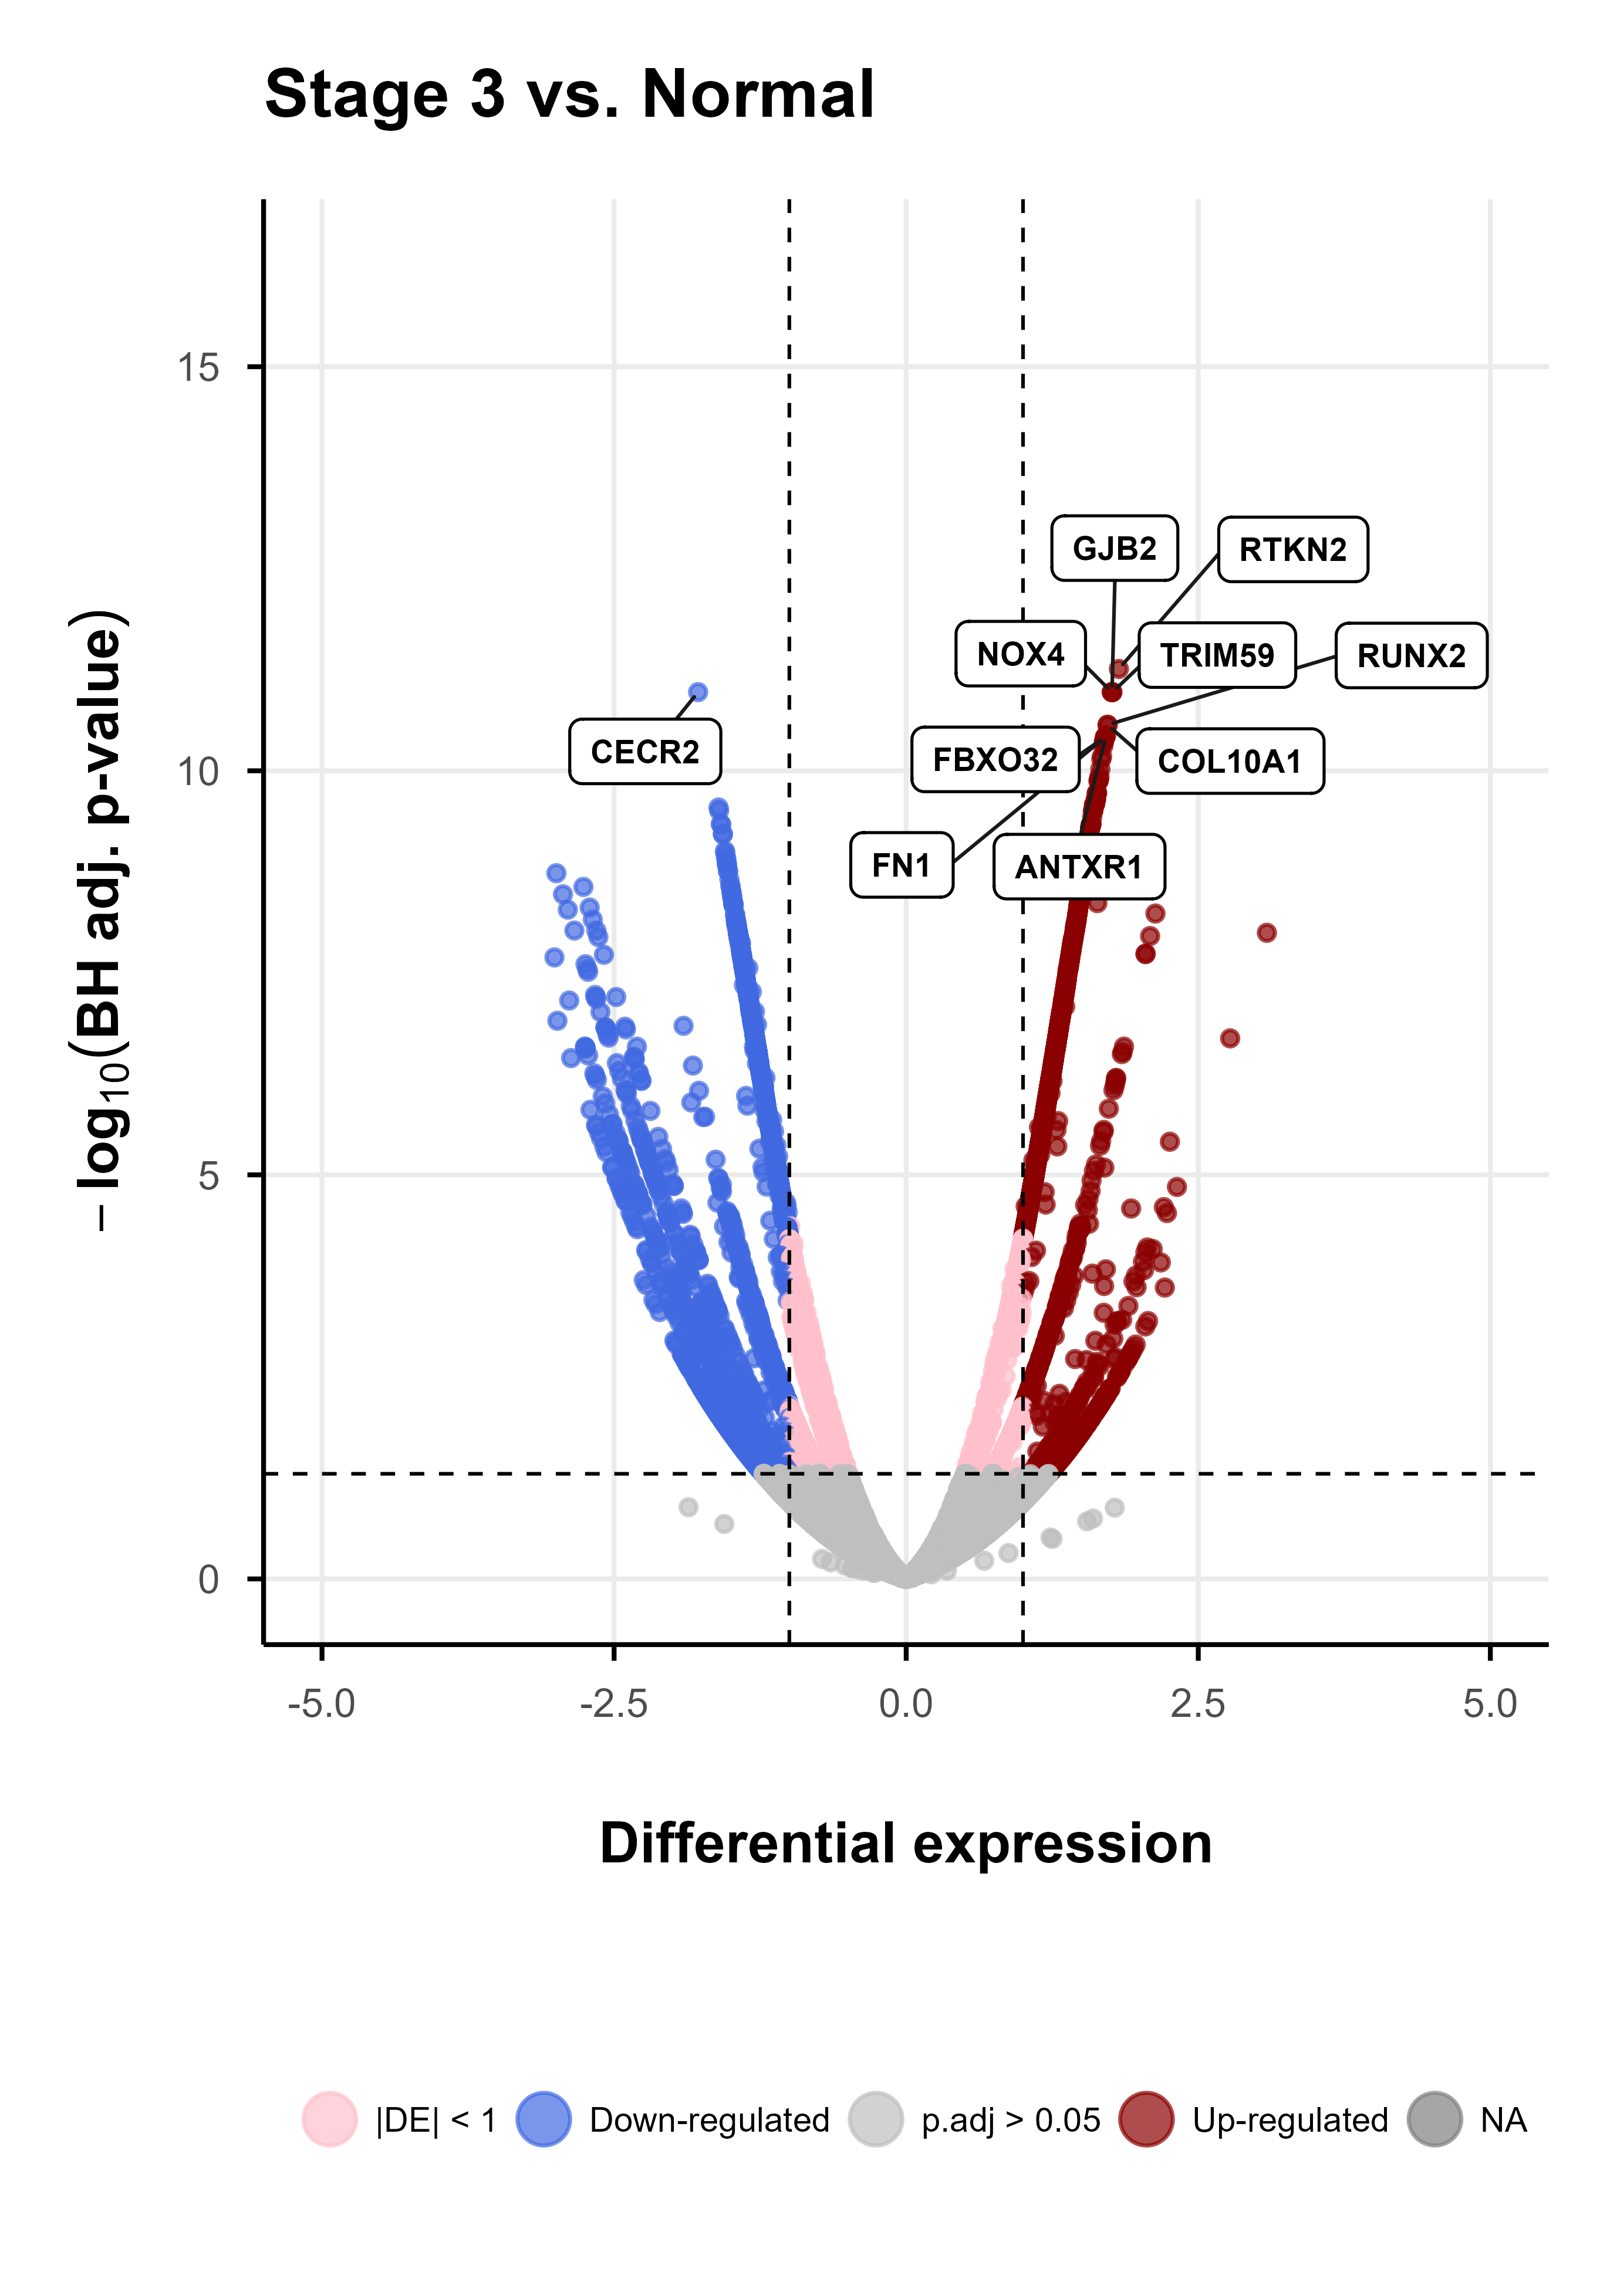 Stage 3 vs. Normal
− log10(BH adj. p-value)
15
10
5
0
GJB2
RTKN2
NOX4
TRIM59
RUNX2
CECR2
FBXO32
COL10A1
FN1
ANTXR1
-5.0
-2.5
0.0
2.5
5.0
Differential expression
|DE| < 1
Down-regulated
p.adj > 0.05
Up-regulated
NA